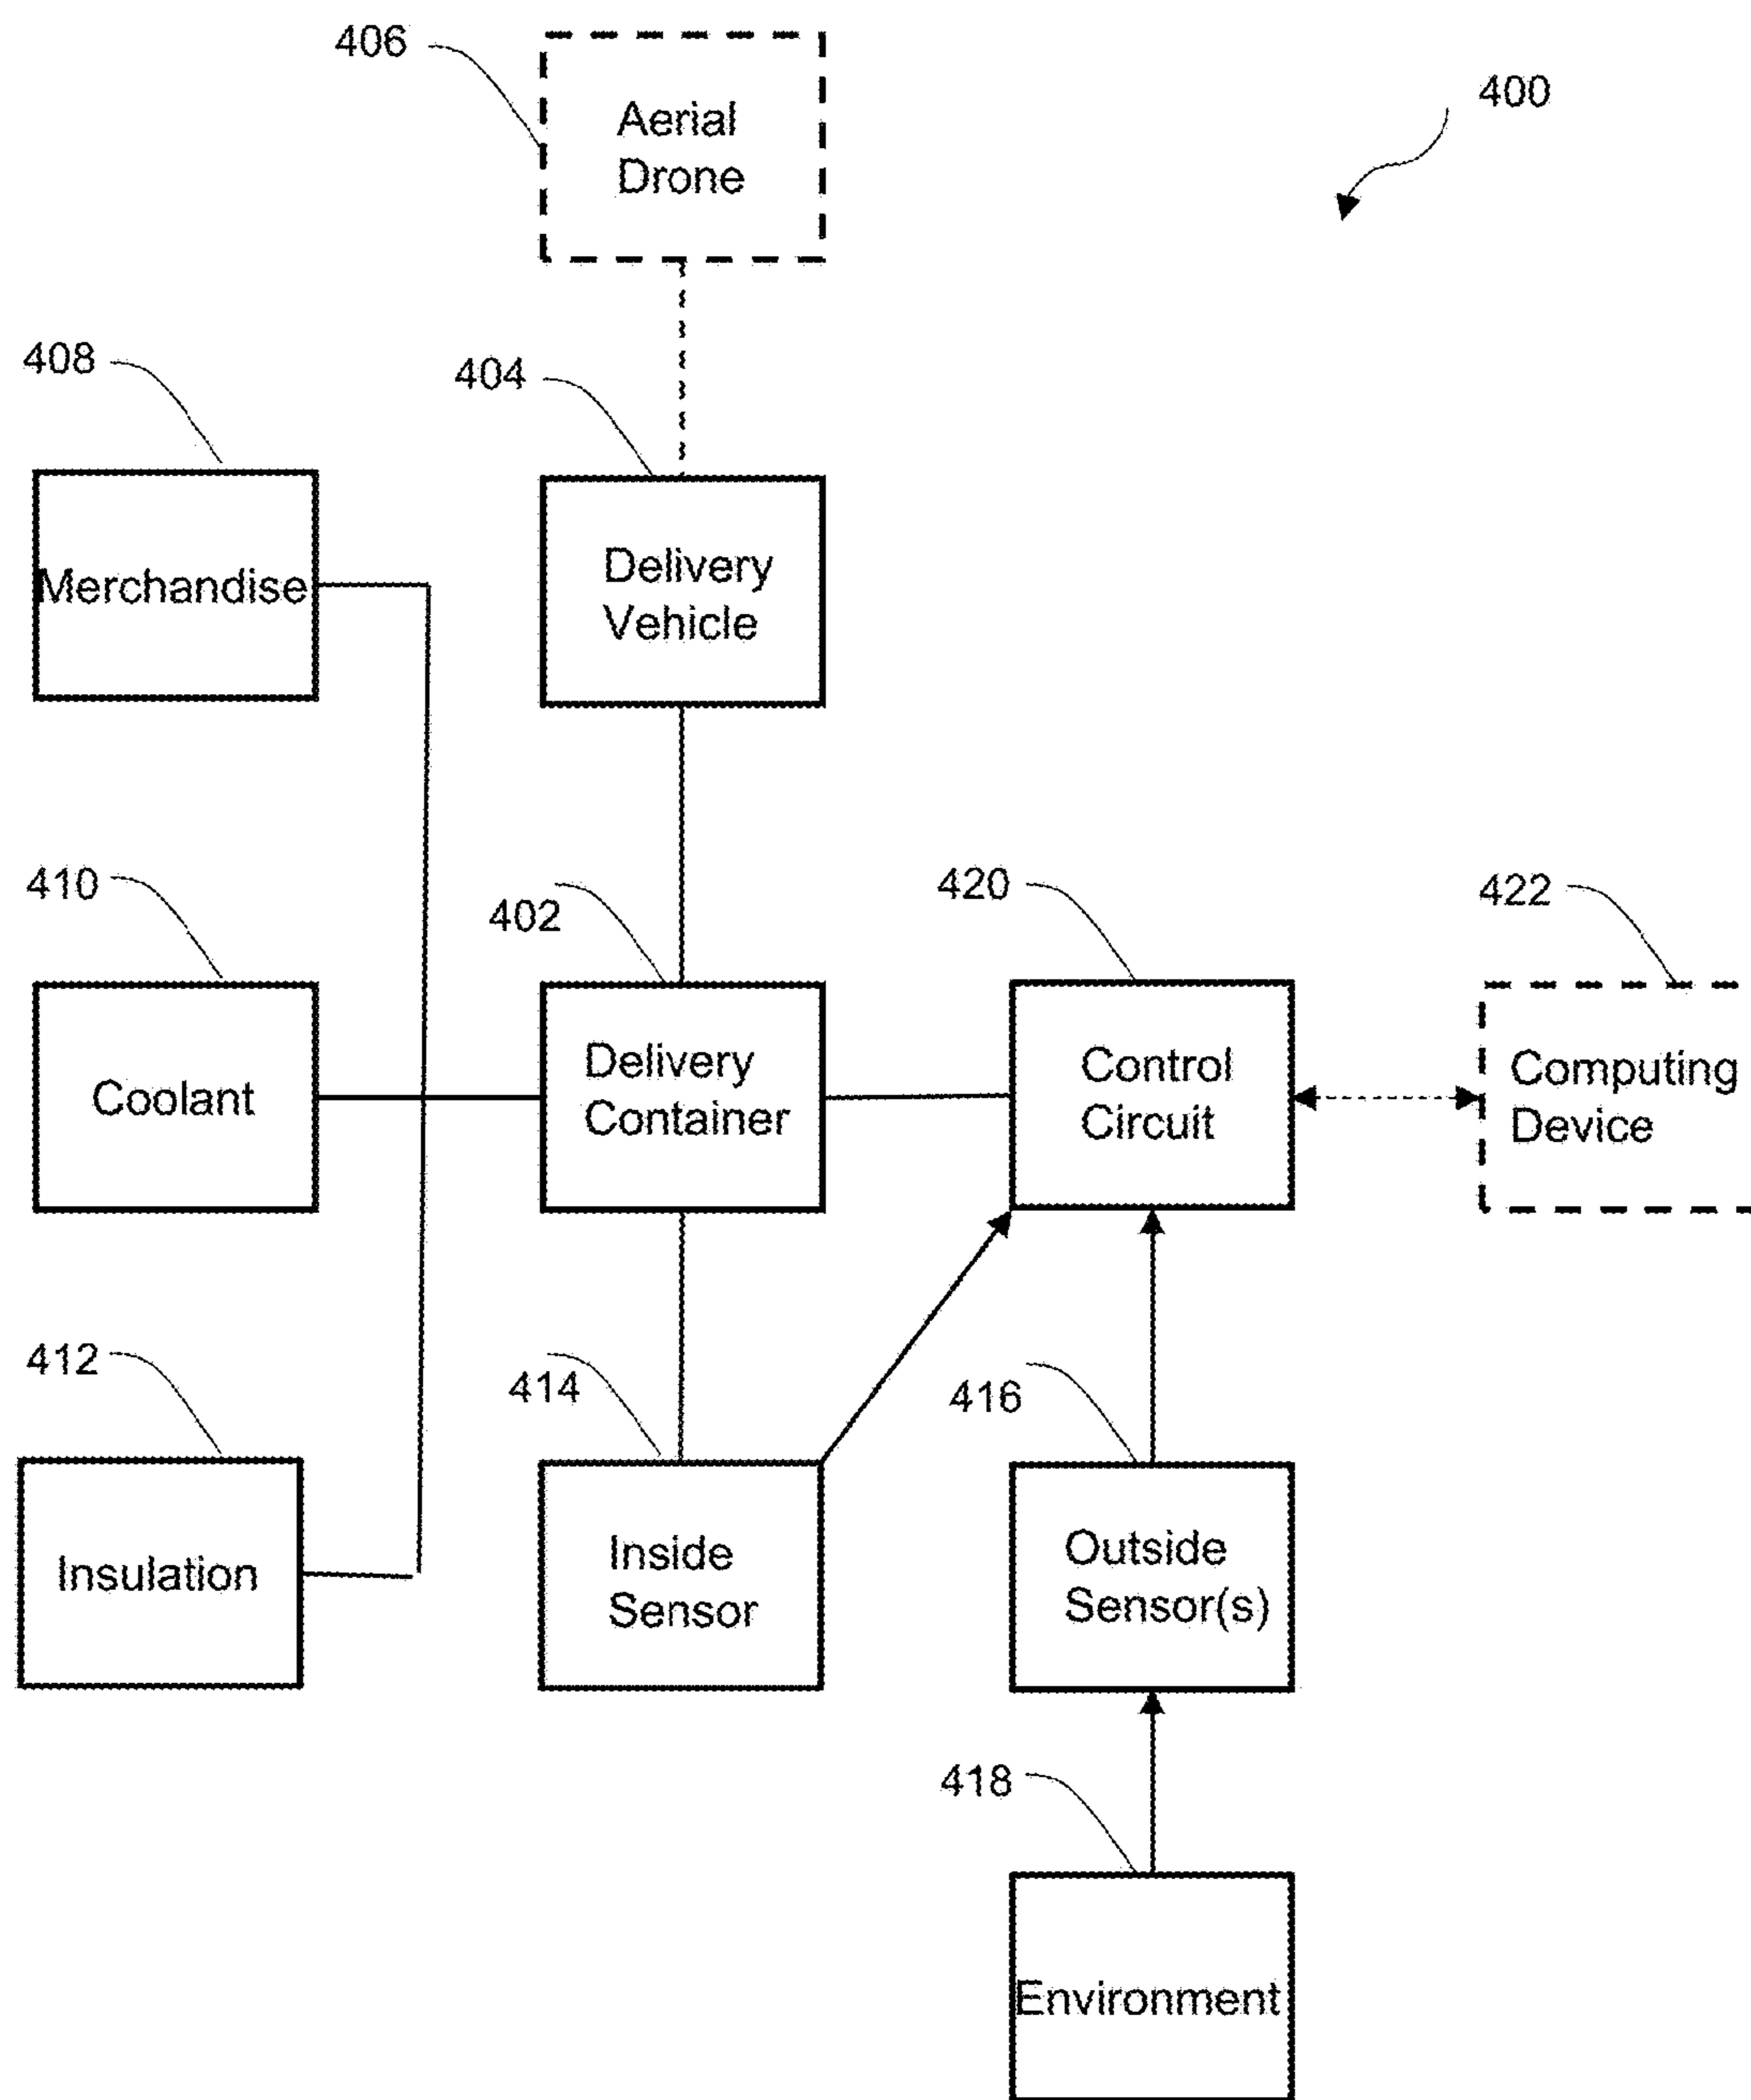 406
Aerial
Drone
400
408
404
Merchandise
Delivery
Vehicle
410
402
420
422
Coolant
Delivery
Container
Control
Circuit
Computing
Device
412
414
416
Insulation
Inside
Sensor
Outside
Sensor(s)
418
Environment